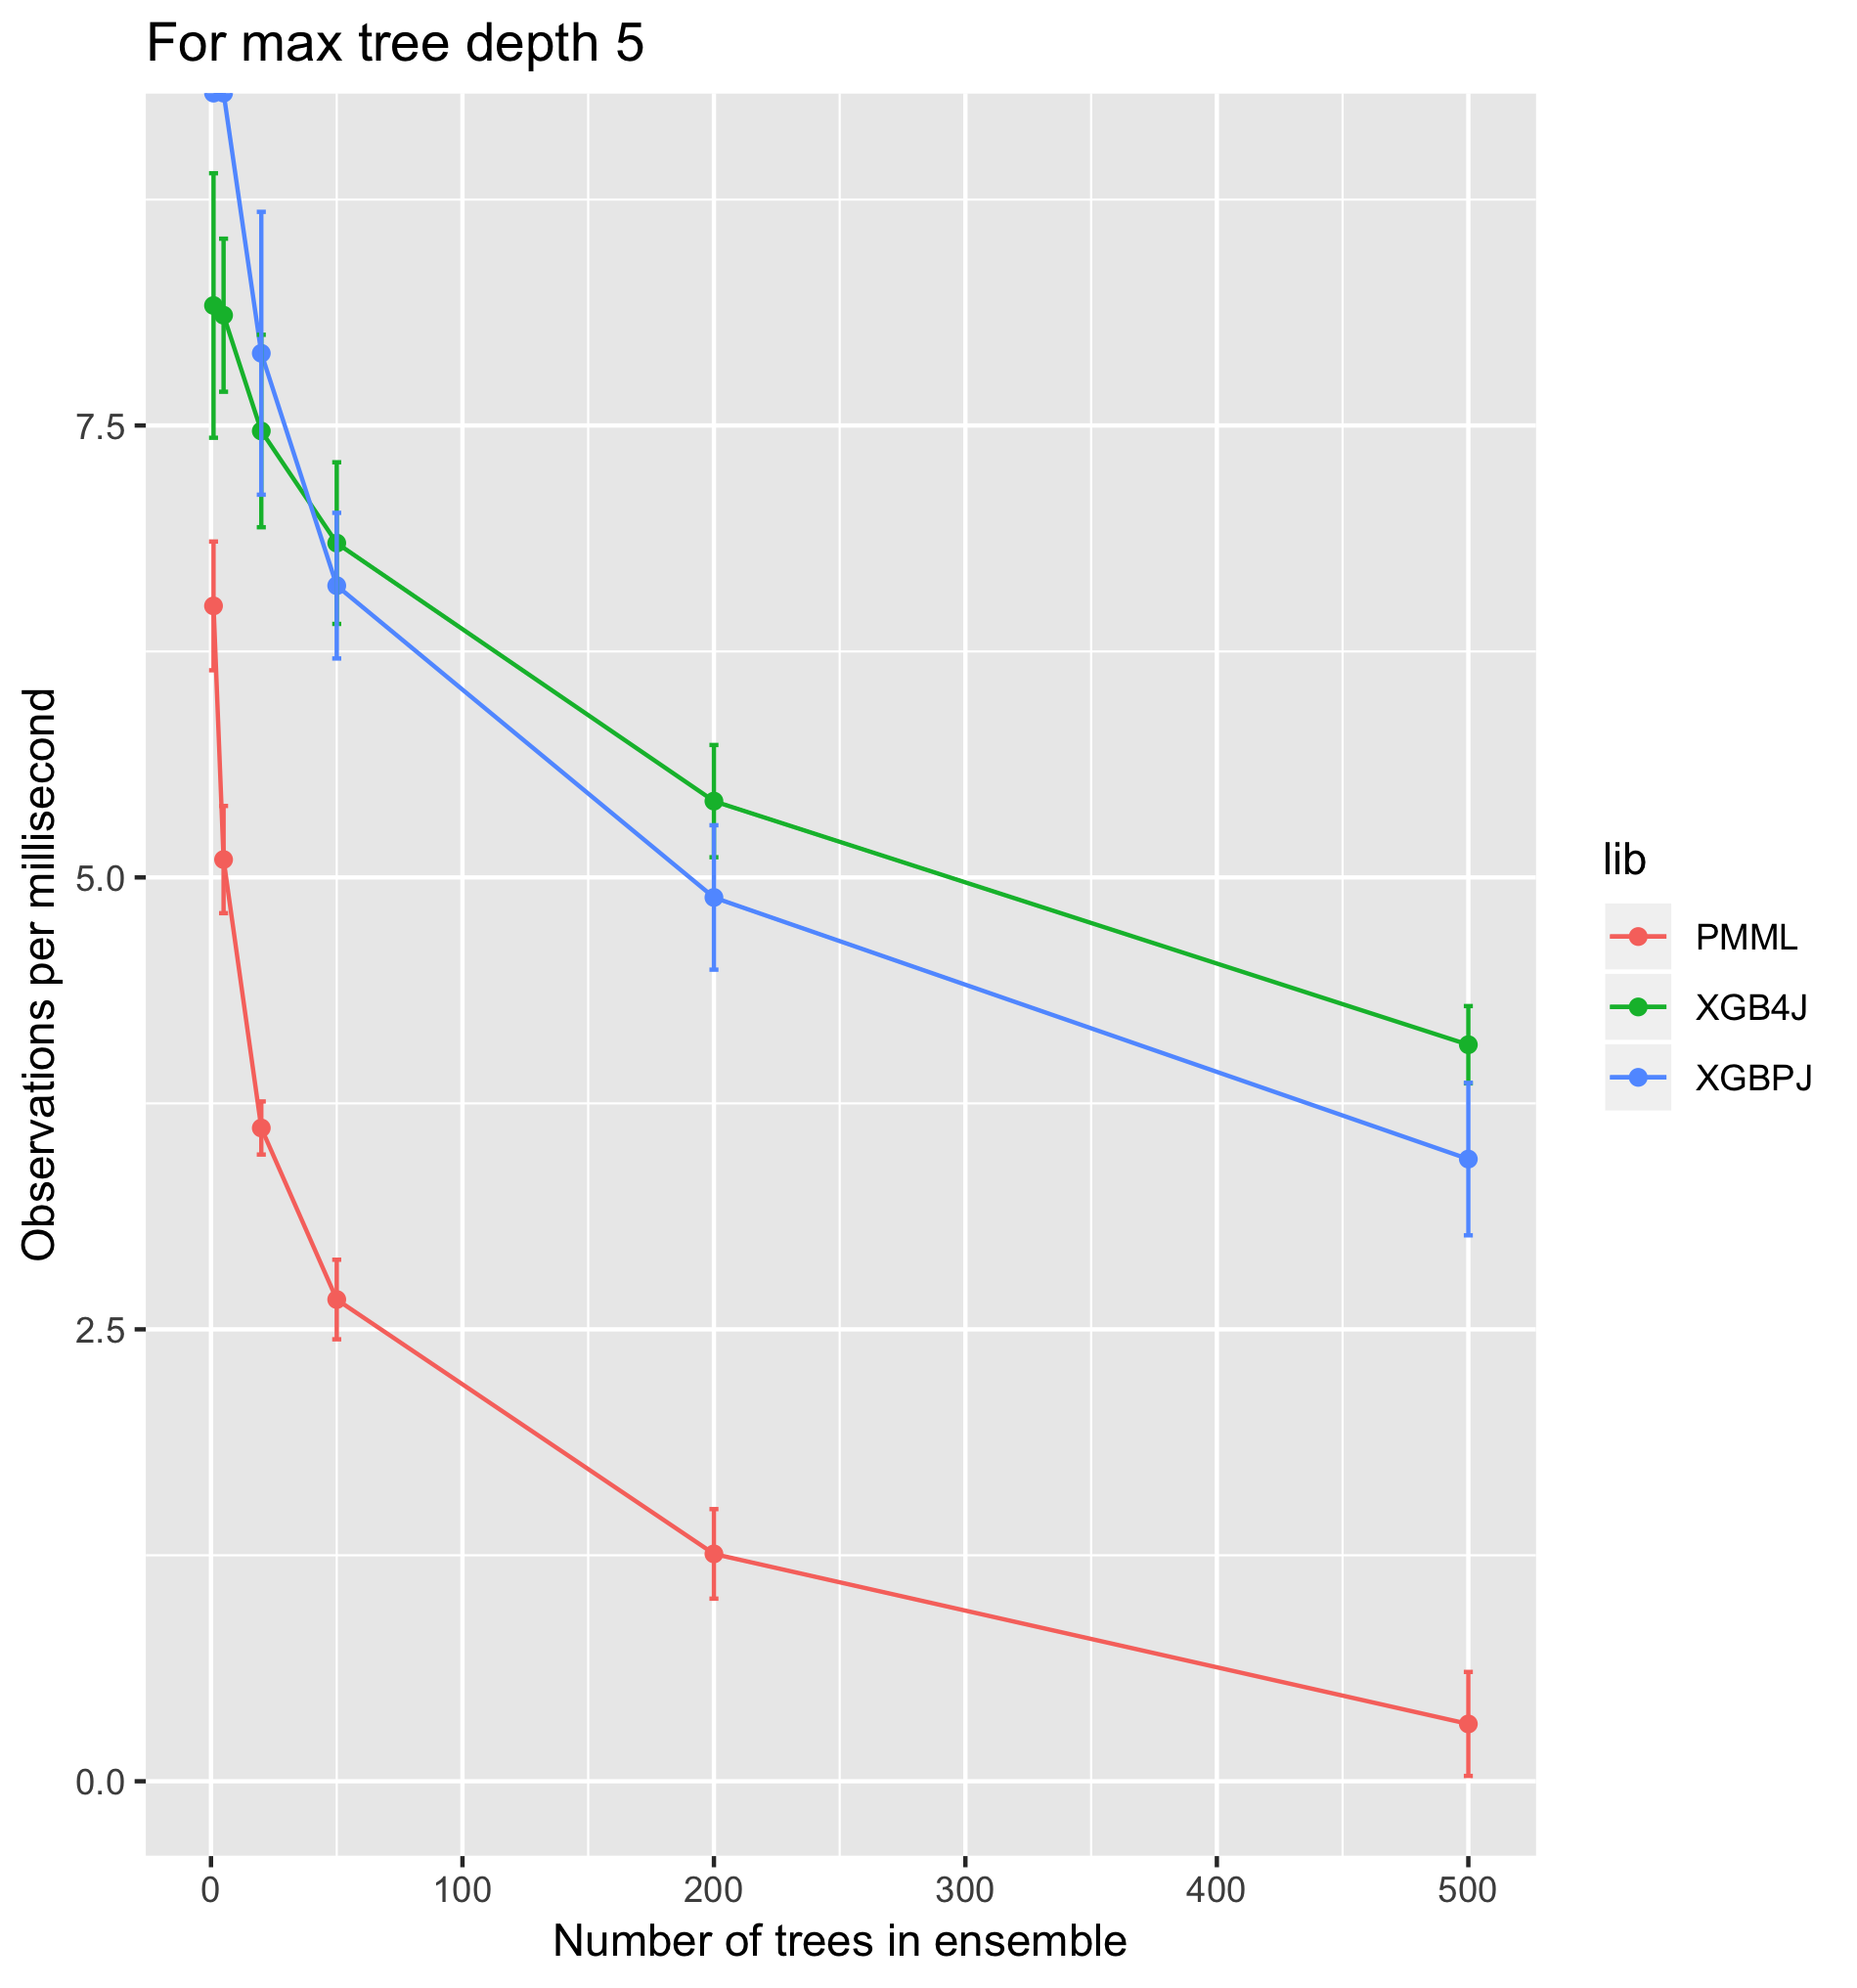 For max tree depth 5
Observations per millisecond
7.5
5.0
2.5
0.0
0 100 200 300 400 500
Number of trees in ensemble
lib
PMML
XGB4J
XGBPJ